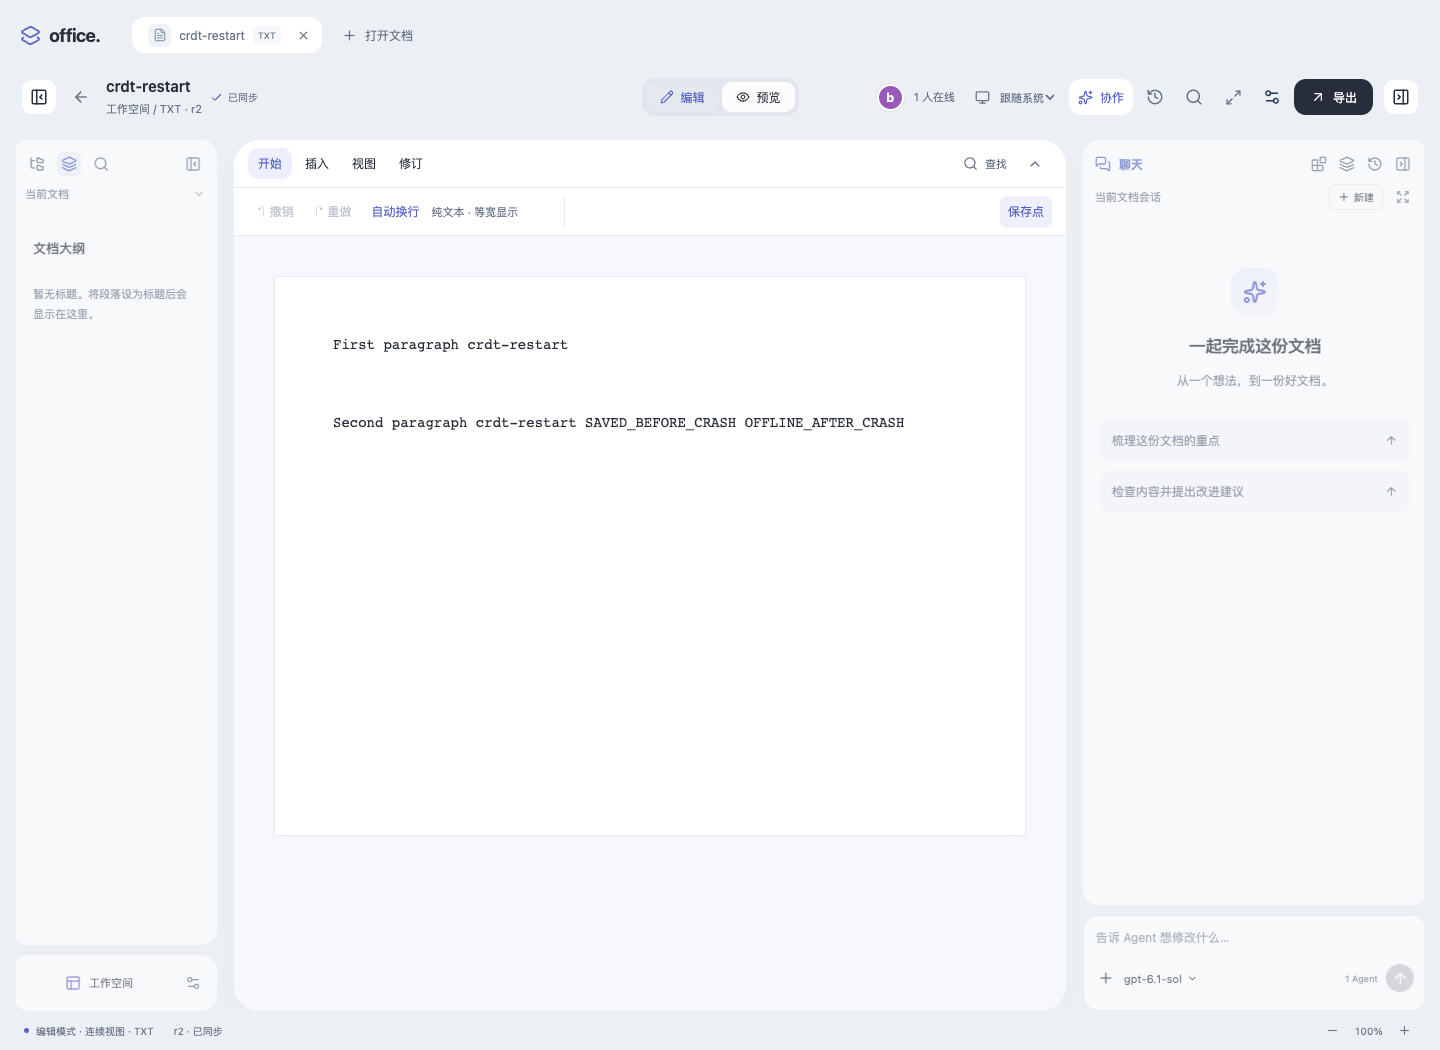 office.
crdt-restart TXT
打开文档
crdt-restart
工作空间 / TXT · r2
已同步
编辑
预览
b
1 人在线
跟随系统
协作
导出
当前文档
文档大纲
暂无标题。将段落设为标题后会
显示在这里。
工作空间
开始 插入 视图 修订
查找
撤销 重做 自动换行 纯文本 · 等宽显示
保存点
First paragraph crdt-restart
Second paragraph crdt-restart SAVED_BEFORE_CRASH OFFLINE_AFTER_CRASH
聊天
当前文档会话
新建
一起完成这份文档
从一个想法，到一份好文档。
梳理这份文档的重点
检查内容并提出改进建议
告诉 Agent 想修改什么...
gpt-6.1-sol
1 Agent
编辑模式 · 连续视图 · TXT r2 · 已同步
100%